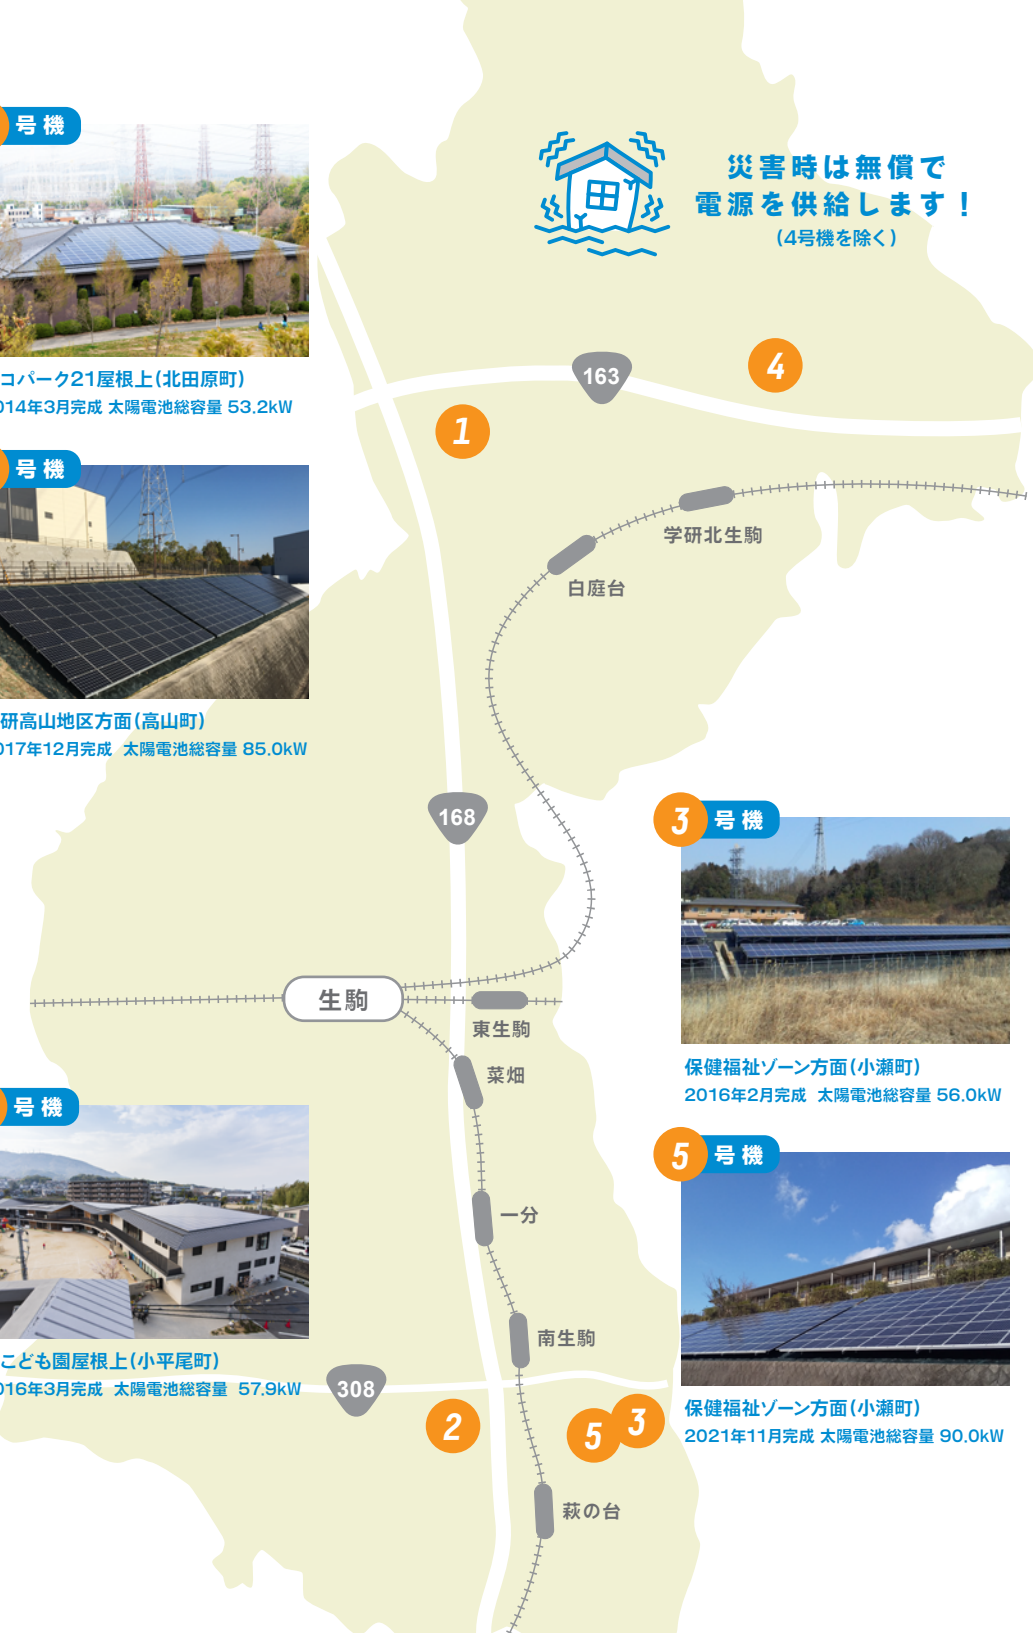 号機
コパーク21屋根上(北田原町)
014年3月完成 太陽電池総容量 53.2kW
号機
研高山地区方面(高山町)
017年12月完成 太陽電池総容量 85.0kW
災害時は無償で
電源を供給します！
(4号機を除く)
163
4
1
学研北生駒
白庭台
168
3 号機
保健福祉ゾーン方面(小瀬町)
2016年2月完成 太陽電池総容量 56.0kW
生駒
東生駒
菜畑
号機
こども園屋根上(小平尾町)
016年3月完成 太陽電池総容量 57.9kW
一分
南生駒
5 号機
保健福祉ゾーン方面(小瀬町)
2021年11月完成 太陽電池総容量 90.0kW
308
2
5
3
萩の台